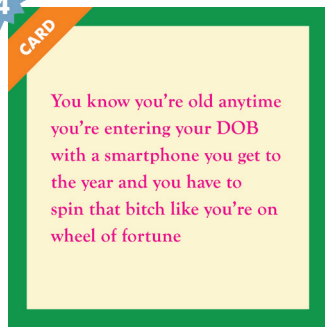 4
CARD
You know you're old anytime
you're entering your DOB
with a smartphone you get to
the year and you have to
spin that bitch like you're on
wheel of fortune